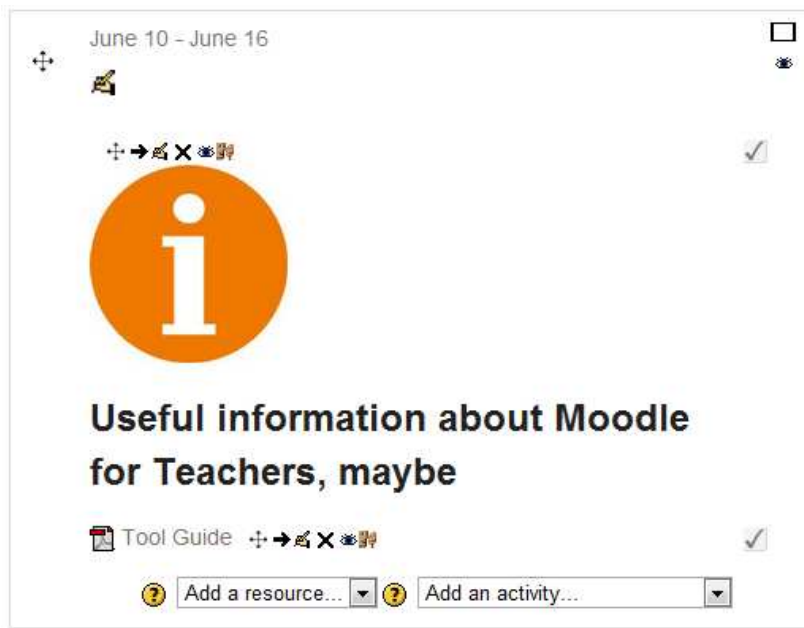 June 10 - June 16
i
Useful information about Moodle
for Teachers, maybe
Tool Guide
? Add a resource... ? Add an activity...